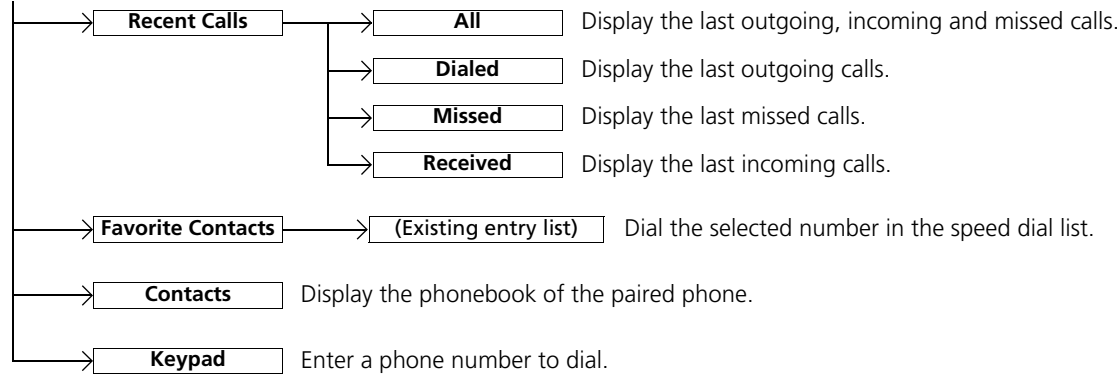 Recent Calls All Display the last outgoing, incoming and missed calls.
Dialed Display the last outgoing calls.
Missed Display the last missed calls.
Received Display the last incoming calls.
Favorite Contacts (Existing entry list) Dial the selected number in the speed dial list.
Contacts Display the phonebook of the paired phone.
Keypad Enter a phone number to dial.